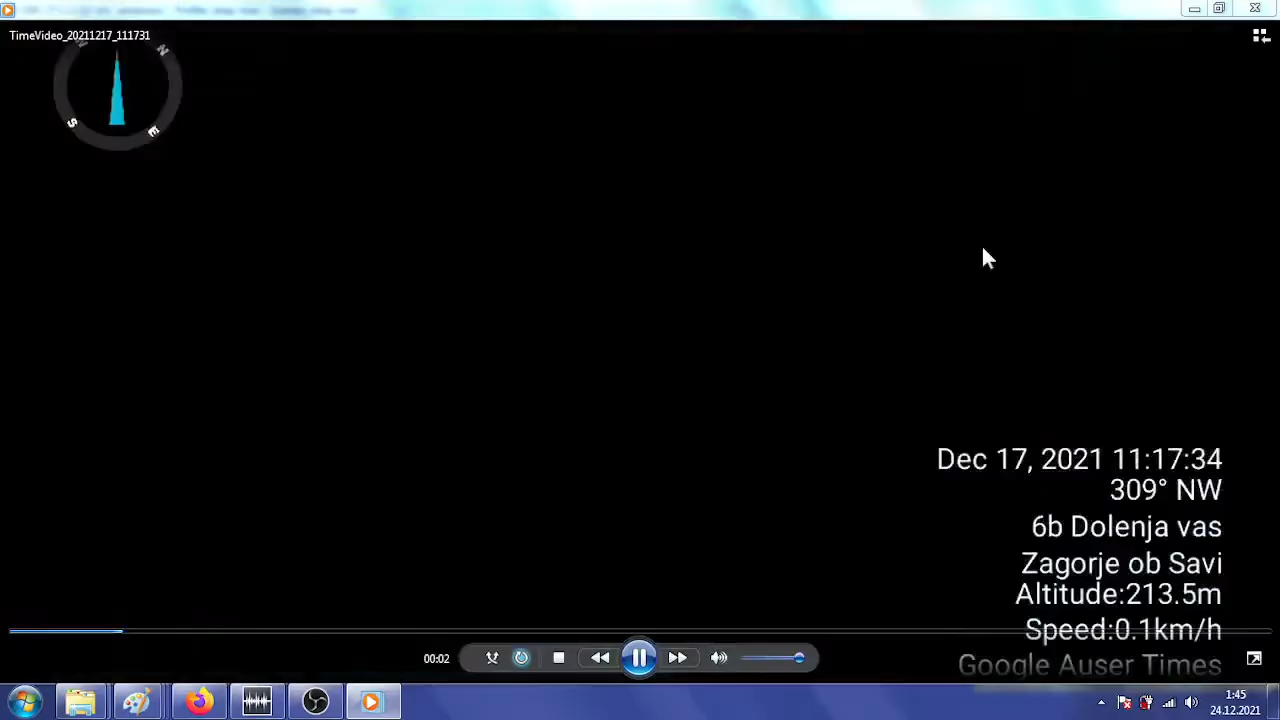 TimeVideo_20211217_111731
N
S
E
Dec 17, 2021 11:17:34
309° NW
6b Dolenja vas
Zagorje ob Savi
Altitude:213.5m
Speed:0.1km/h
Google Auser Times
00:02
1:45
24.12.2021